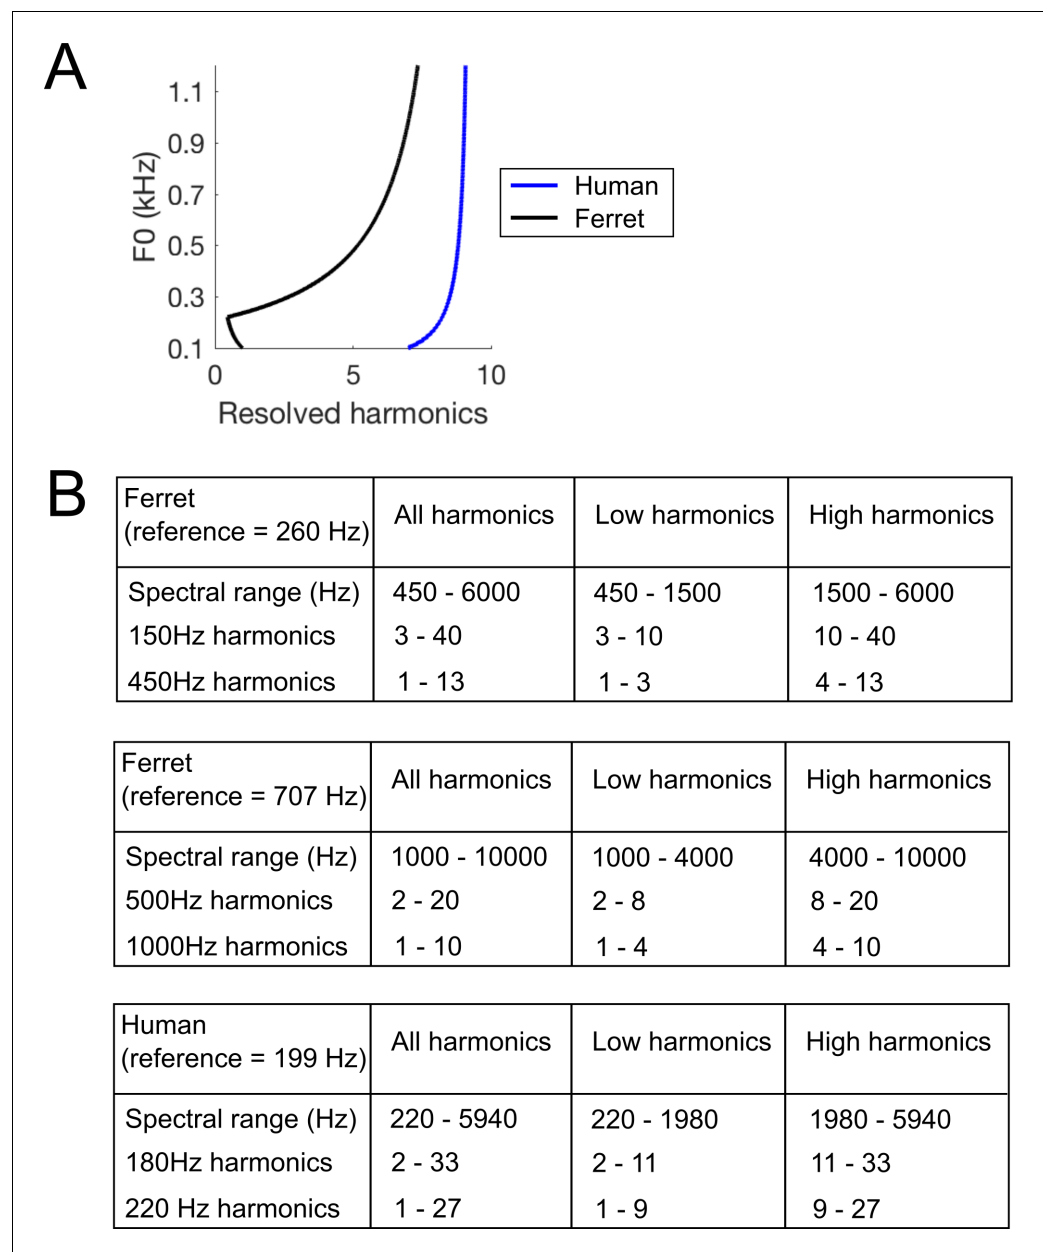 A
1.1
0.9
0.7
0.5
0.3
0.1
F0 (kHz)
0 5 10
Resolved harmonics
Human
Ferret
B
Ferret
(reference = 260 Hz) All harmonics Low harmonics High harmonics
Spectral range (Hz) 450 - 6000 450 - 1500 1500 - 6000
150Hz harmonics 3 - 40 3 - 10 10 - 40
450Hz harmonics 1 - 13 1 - 3 4 - 13
Ferret
(reference = 707 Hz) All harmonics Low harmonics High harmonics
Spectral range (Hz) 1000 - 10000 1000 - 4000 4000 - 10000
500Hz harmonics 2 - 20 2 - 8 8 - 20
1000Hz harmonics 1 - 10 1 - 4 4 - 10
Human
(reference = 199 Hz) All harmonics Low harmonics High harmonics
Spectral range (Hz) 220 - 5940 220 - 1980 1980 - 5940
180Hz harmonics 2 - 33 2 - 11 11 - 33
220 Hz harmonics 1 - 27 1 - 9 9 - 27